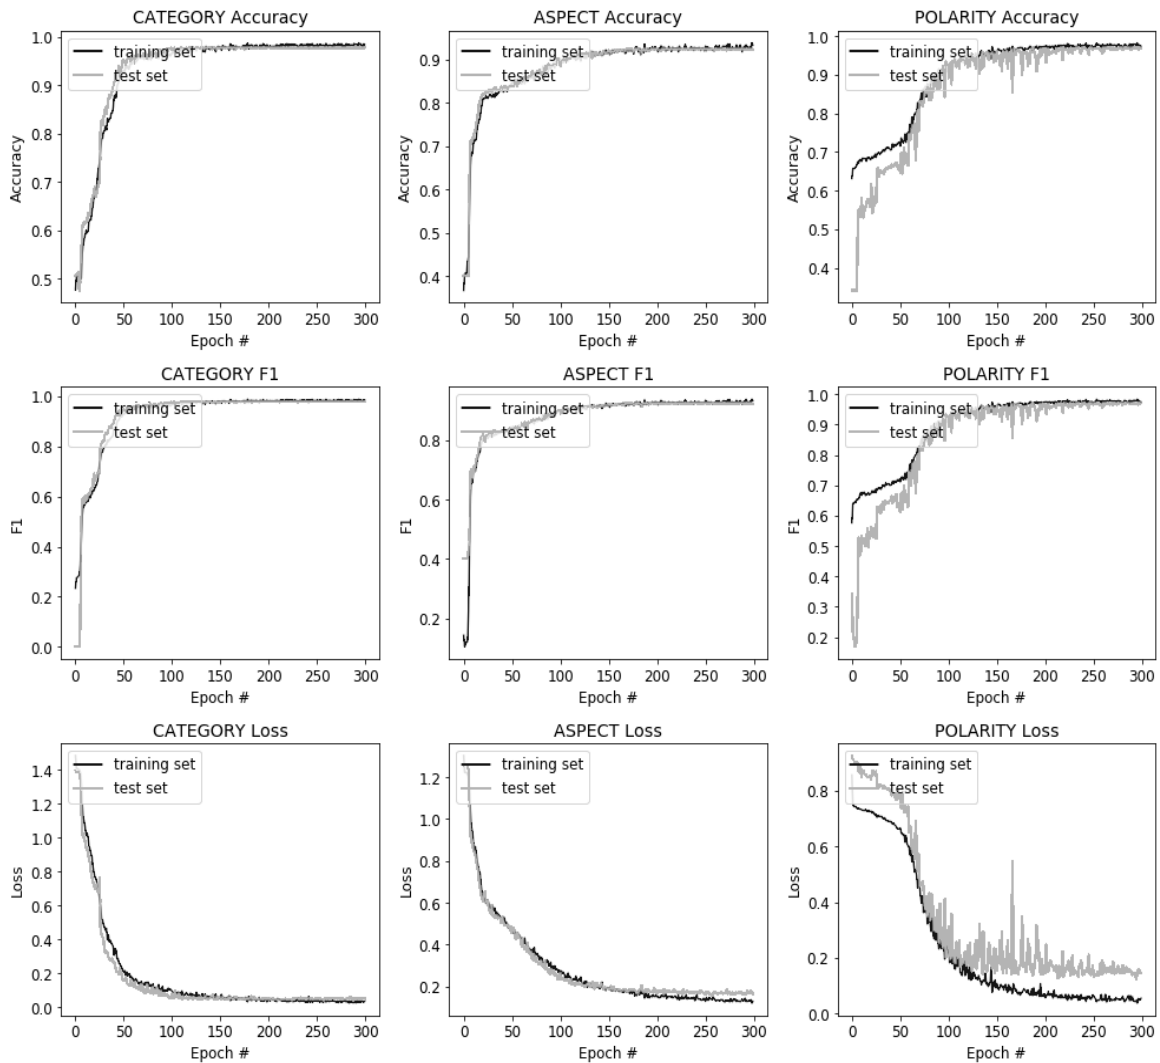 CATEGORY Accuracy
training set
test set
Accuracy
1.0
0.9
0.8
0.7
0.6
0.5
0 50 100 150 200 250 300
Epoch #
ASPECT Accuracy
training set
test set
Accuracy
0.9
0.8
0.7
0.6
0.5
0.4
0 50 100 150 200 250 300
Epoch #
POLARITY Accuracy
training set
test set
Accuracy
1.0
0.9
0.8
0.7
0.6
0.5
0.4
0 50 100 150 200 250 300
Epoch #
CATEGORY F1
training set
test set
F1
1.0
0.8
0.6
0.4
0.2
0.0
0 50 100 150 200 250 300
Epoch #
ASPECT F1
training set
test set
F1
0.8
0.6
0.4
0.2
0 50 100 150 200 250 300
Epoch #
POLARITY F1
training set
test set
F1
1.0
0.9
0.8
0.7
0.6
0.5
0.4
0.3
0.2
0 50 100 150 200 250 300
Epoch #
CATEGORY Loss
training set
test set
Loss
1.4
1.2
1.0
0.8
0.6
0.4
0.2
0.0
0 50 100 150 200 250 300
Epoch #
ASPECT Loss
training set
test set
Loss
1.2
1.0
0.8
0.6
0.4
0.2
0 50 100 150 200 250 300
Epoch #
POLARITY Loss
training set
test set
Loss
0.8
0.6
0.4
0.2
0.0
0 50 100 150 200 250 300
Epoch #